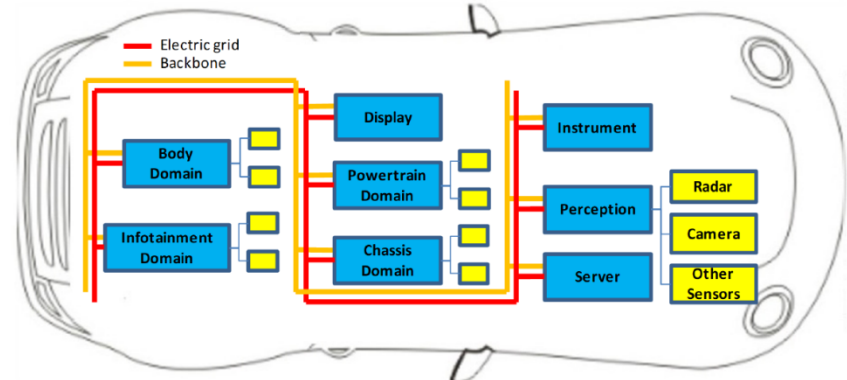 Electric grid
Backbone
Display
Instrument
Body
Domain
Powertrain
Domain
Radar
Perception
Camera
Infotainment
Domain
Chassis
Domain
Server
Other
Sensors